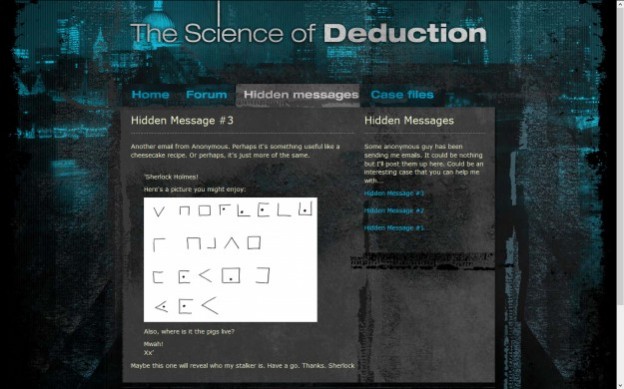 The Science of Deduction
Home Forum Hidden messages Case files
Hidden Message #3
Another email from Anonymous. Perhaps it's something useful like a
cheesecake recipe. Or perhaps, it's just more of the same.
'Sherlock Holmes!
Here's a picture you might enjoy:
Also, where is it the pigs live?
Mwah!
Xx'
Maybe this one will reveal who my stalker is. Have a go. Thanks. Sherlock
Hidden Messages
Some anonymous guy has been
sending me emails. It could be nothing
but I'll post them up here. Could be an
interesting case that you can help me
with...
Hidden Message #3
Hidden Message #2
Hidden Message #1